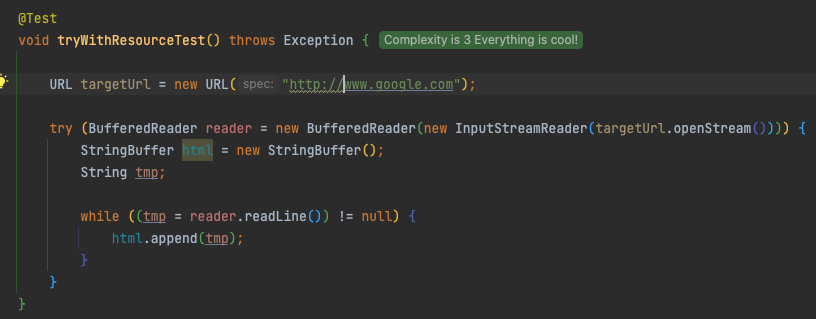 @Test
void tryWithResourceTest() throws Exception { Complexity is 3 Everything is cool!
URL targetUrl = new URL( spec: "http://www.google.com");
try (BufferedReader reader = new BufferedReader(new InputStreamReader(targetUrl.openStream()))) {
StringBuffer html = new StringBuffer();
String tmp;
while ((tmp = reader.readLine()) != null) {
html.append(tmp);
}
}
}